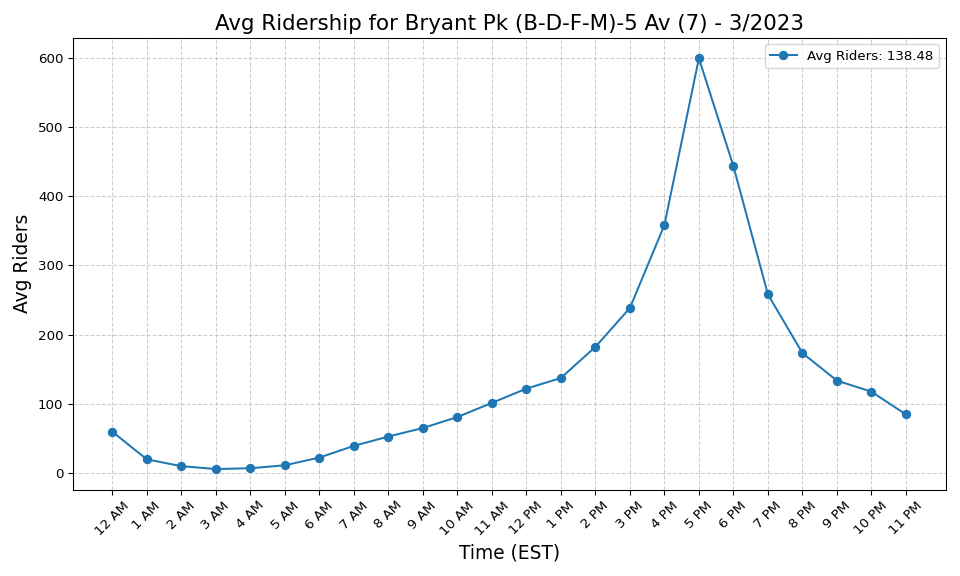 Avg Ridership for Bryant Pk (B-D-F-M)-5 Av (7) - 3/2023
Avg Riders: 138.48
600
500
400
300
200
100
0
Avg Riders
12 AM
1 AM
2 AM
3 AM
4 AM
5 AM
6 AM
7 AM
8 AM
9 AM
10 AM
11 AM
12 PM
1 PM
2 PM
3 PM
4 PM
5 PM
6 PM
7 PM
8 PM
9 PM
10 PM
11 PM
Time (EST)